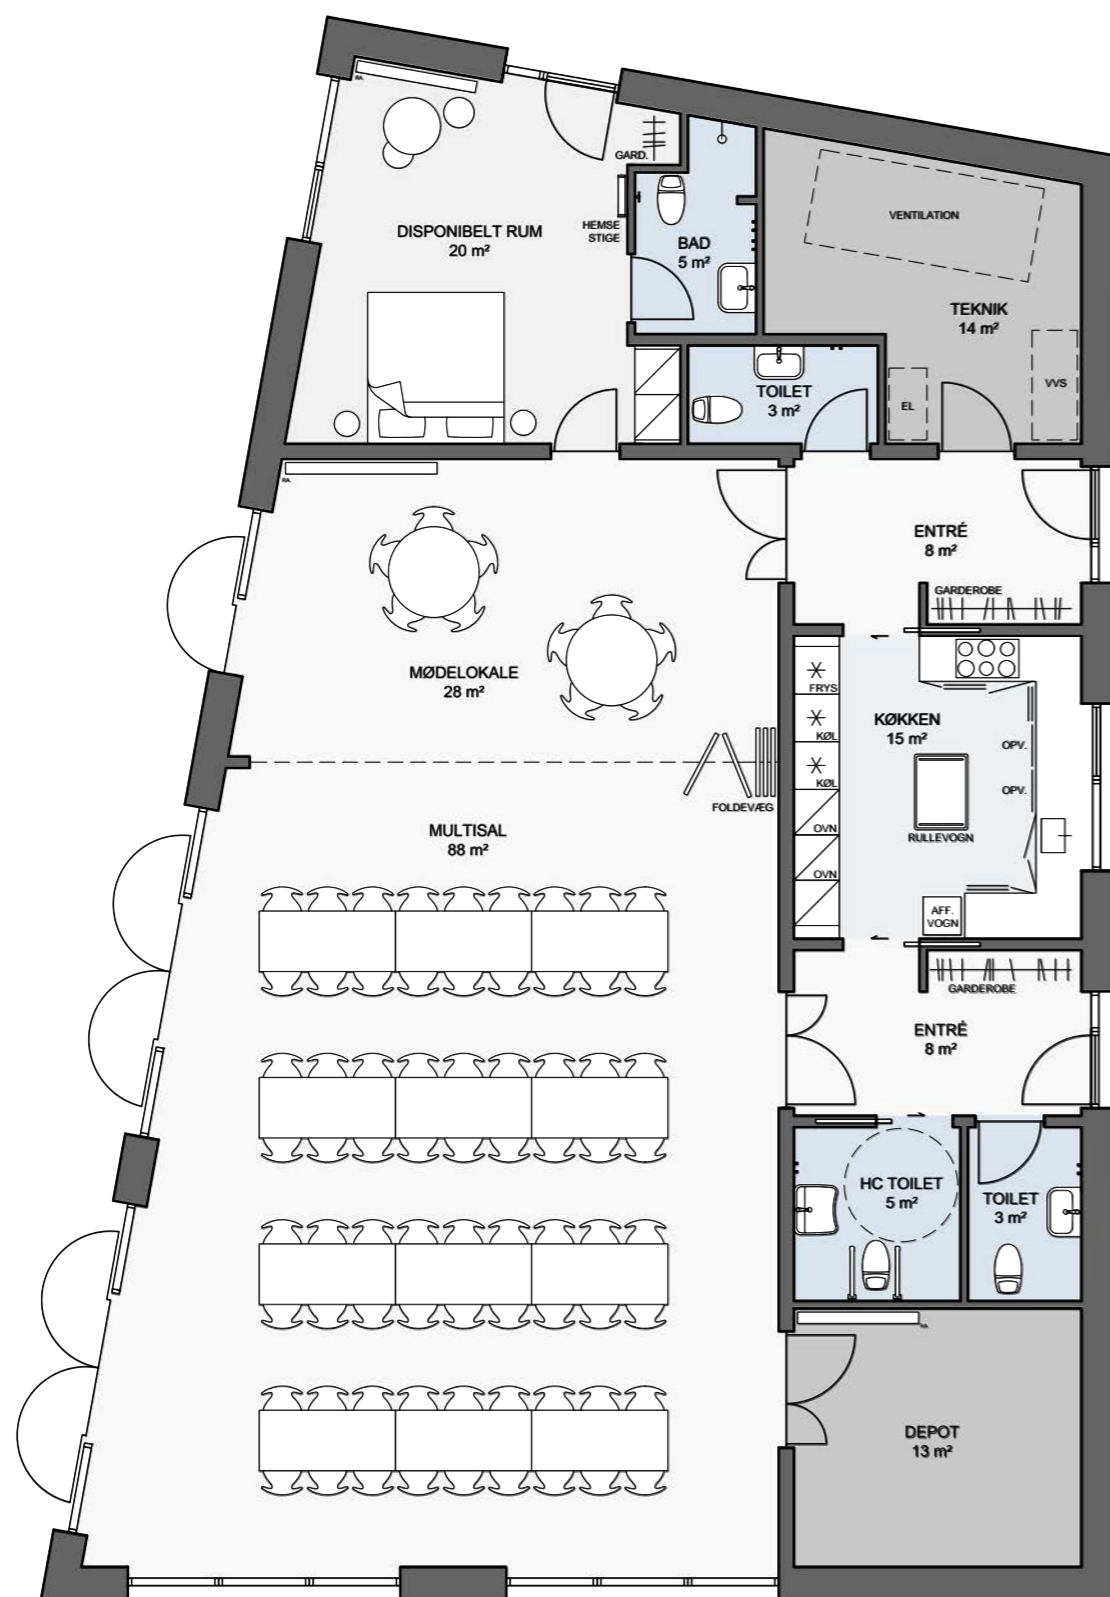 RA.
GARD.
DISPONIBELT RUM
20 m²
HEMSE
STIGE
BAD
5 m²
VENTILATION
TEKNIK
14 m²
VVS
EL
TOILET
3 m²
RA.
ENTRÉ
8 m²
GARDEROBE
MØDELOKALE
28 m²
FRYS
KØL
KØL
OVN
OVN
KØKKEN
15 m²
OPV.
OPV.
RULLEVOGN
AFF.
VOGN
FOLDEVÆG
MULTISAL
88 m²
GARDEROBE
ENTRÉ
8 m²
HC TOILET
5 m²
TOILET
3 m²
RA.
DEPOT
13 m²